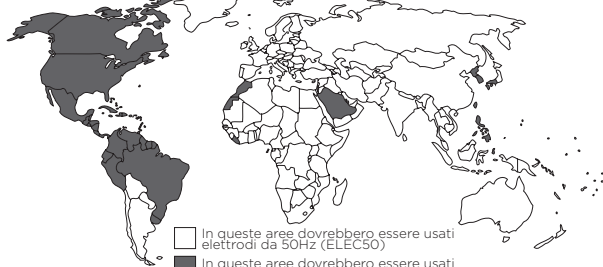 In queste aree dovrebbero essere usati
elettrodi da 50Hz (ELEC50)
In queste aree dovrebbero essere usati